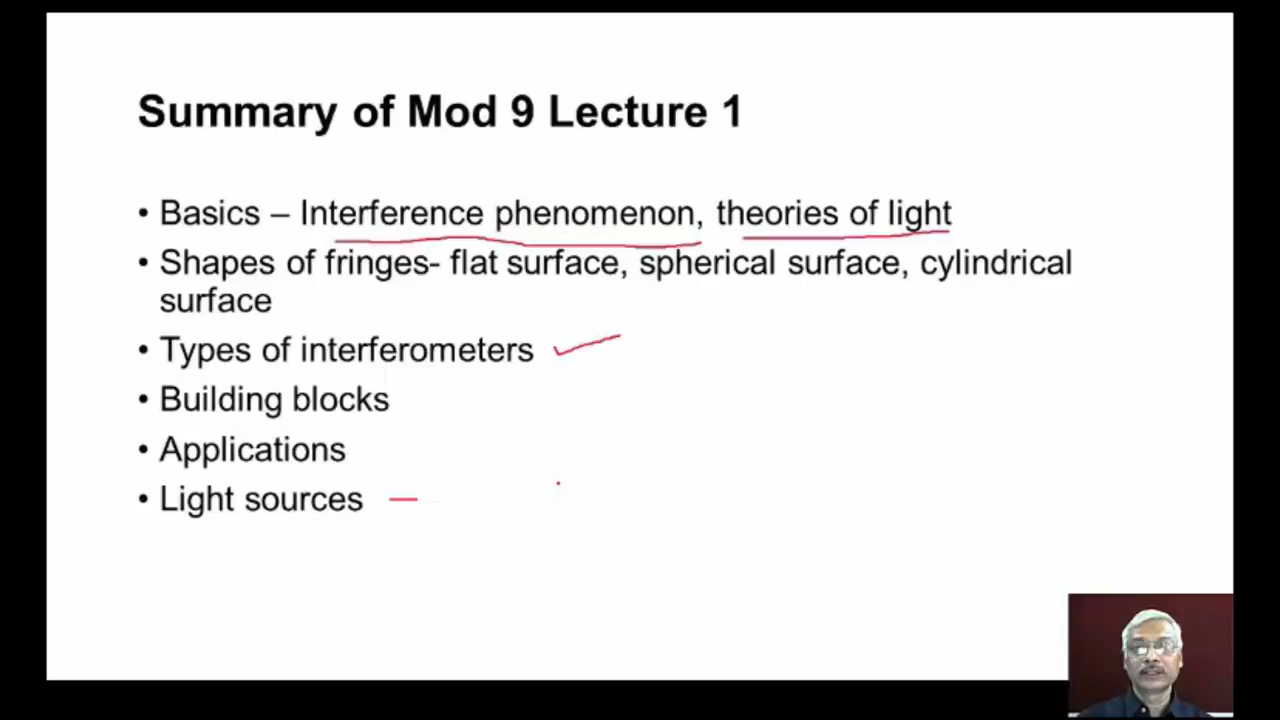 Summary of Mod 9 Lecture 1
• Basics – Interference phenomenon, theories of light
• Shapes of fringes- flat surface, spherical surface, cylindrical
surface
• Types of interferometers
• Building blocks
• Applications
• Light sources